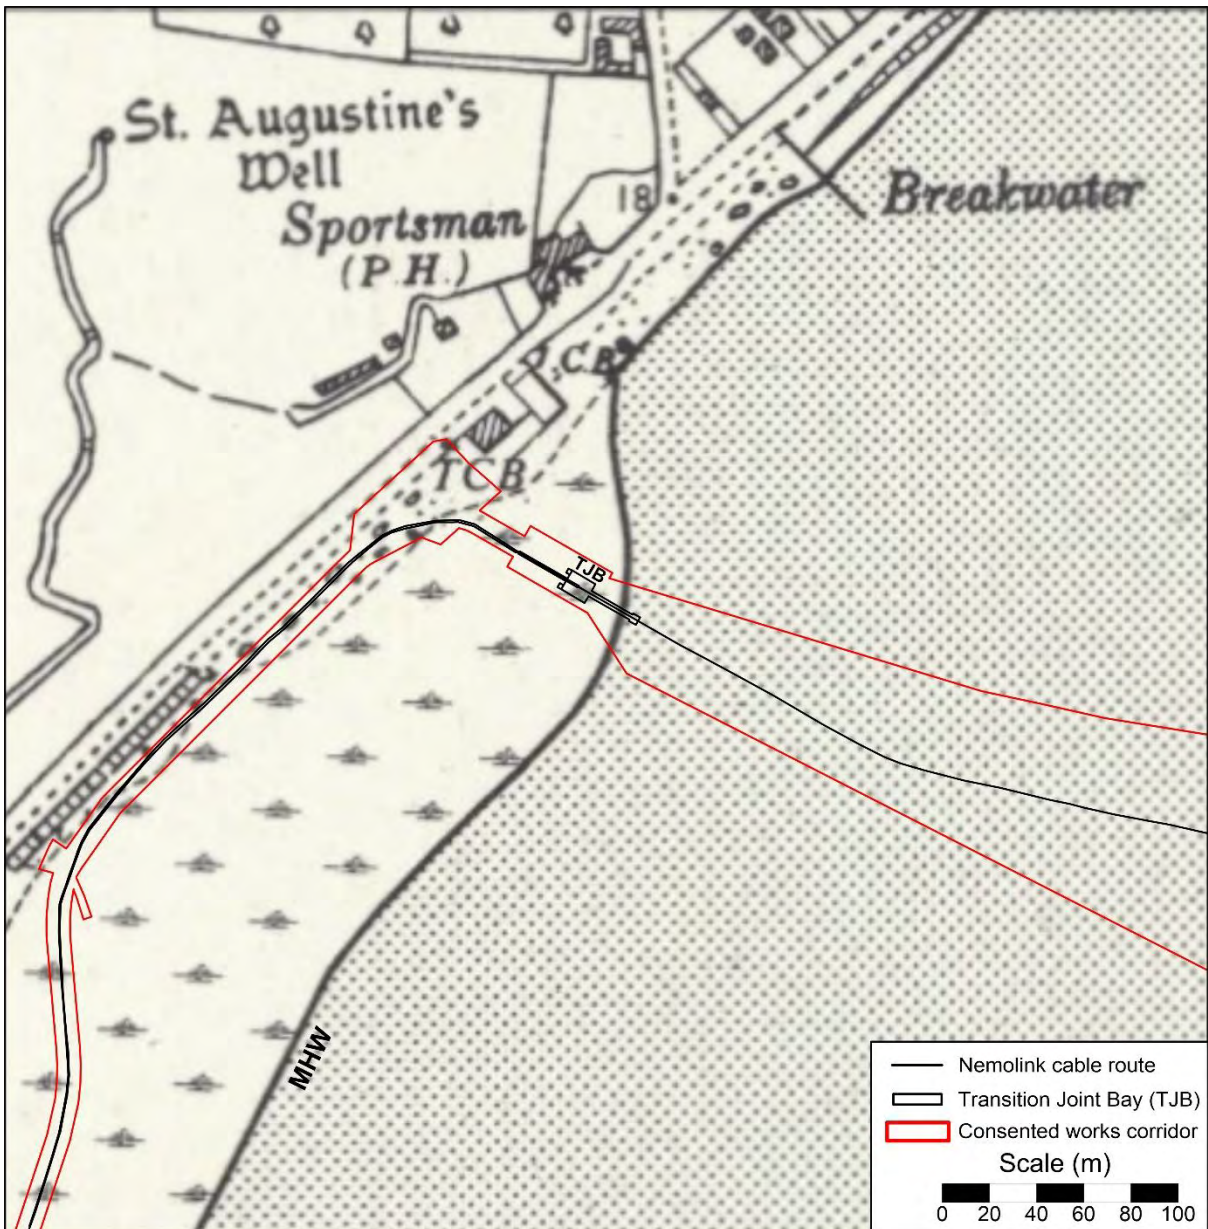 St. Augustine's
Well
Sportsman
(P.H.)
18
Breakwater
C.B
TCB
TJB
MHW
Nemolink cable route
Transition Joint Bay (TJB)
Consented works corridor
Scale (m)
0 20 40 60 80 100